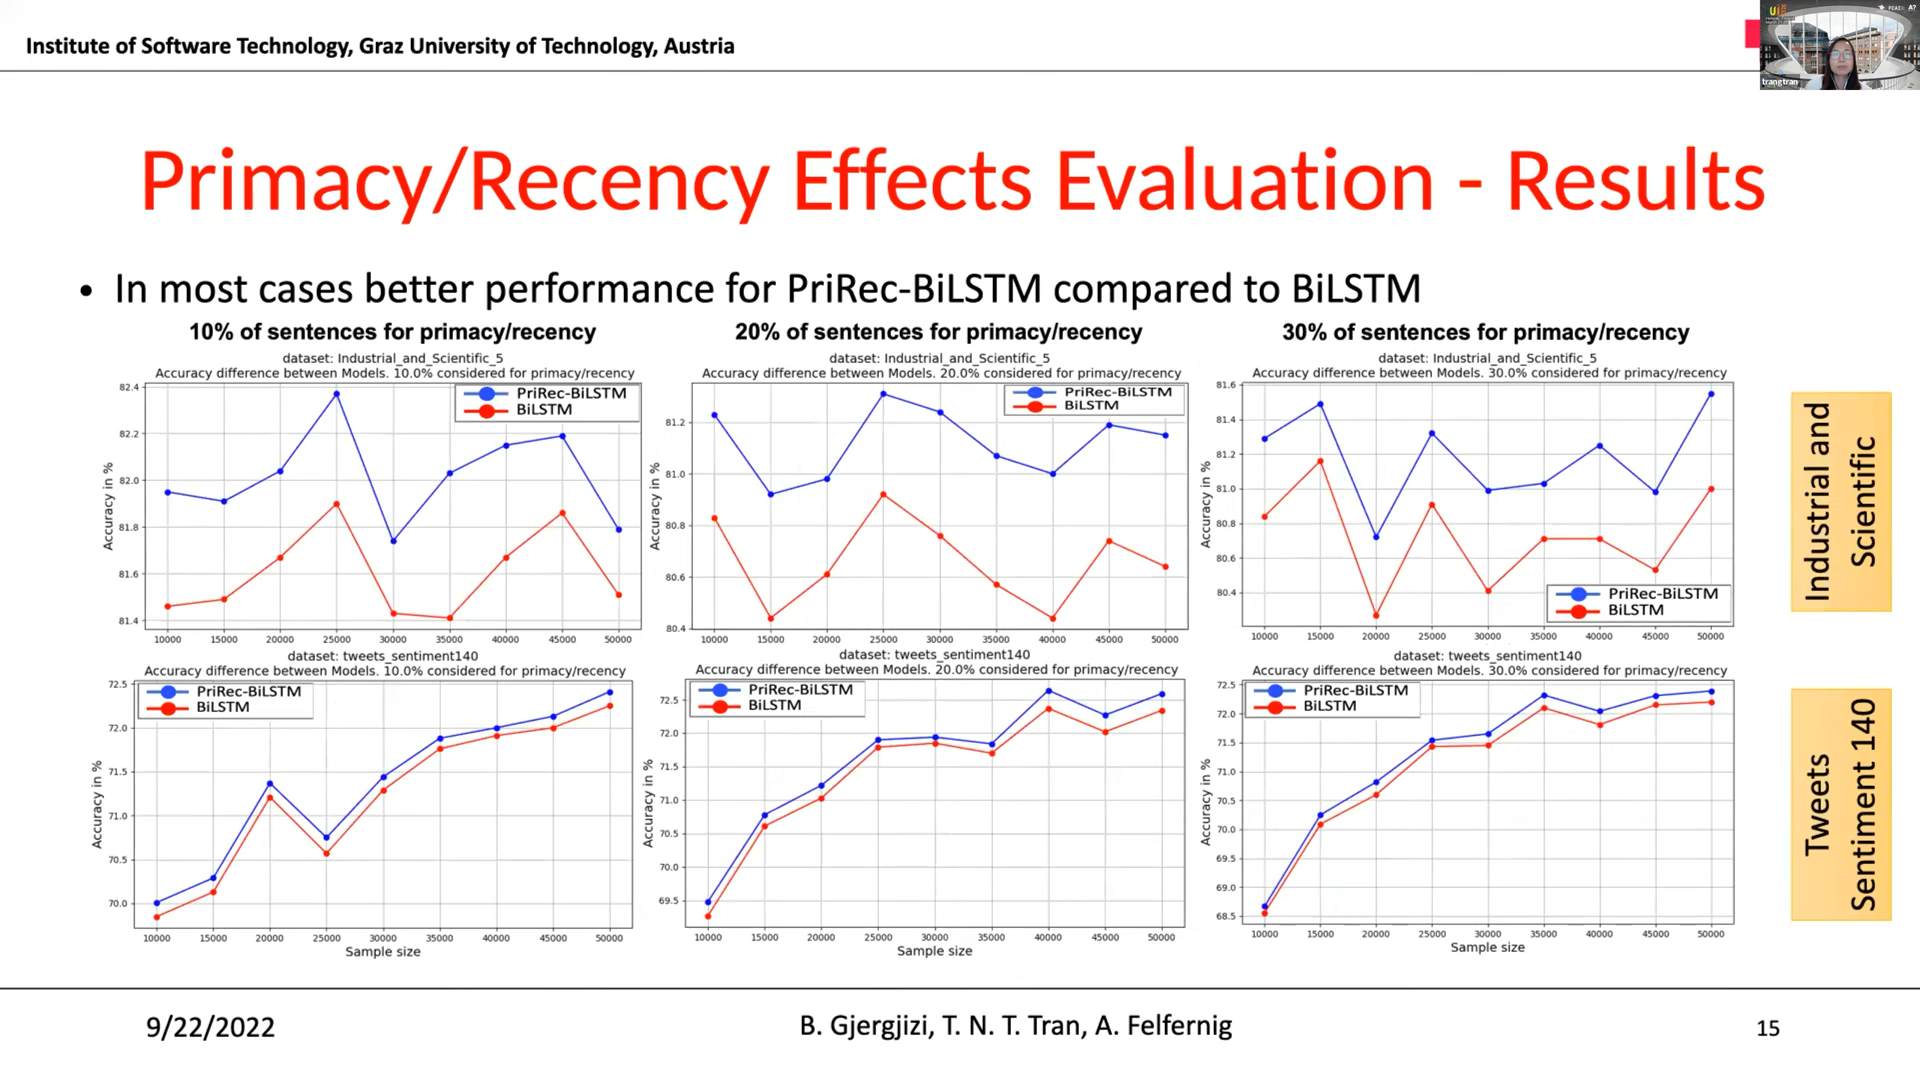 Institute of Software Technology, Graz University of Technology, Austria
trangtran
Primacy/Recency Effects Evaluation - Results
• In most cases better performance for PriRec-BiLSTM compared to BiLSTM
10% of sentences for primacy/recency
dataset: Industrial_and_Scientific_5
Accuracy difference between Models. 10.0% considered for primacy/recency
PriRec-BiLSTM
BiLSTM
Accuracy in %
82.4
82.2
82.0
81.8
81.6
81.4
10000 15000 20000 25000 30000 35000 40000 45000 50000
20% of sentences for primacy/recency
dataset: Industrial_and_Scientific_5
Accuracy difference between Models. 20.0% considered for primacy/recency
PriRec-BiLSTM
BiLSTM
Accuracy in %
81.2
81.0
80.8
80.6
80.4
10000 15000 20000 25000 30000 35000 40000 45000 50000
30% of sentences for primacy/recency
dataset: Industrial_and_Scientific_5
Accuracy difference between Models. 30.0% considered for primacy/recency
PriRec-BiLSTM
BiLSTM
Accuracy in %
81.6
81.4
81.2
81.0
80.8
80.6
80.4
10000 15000 20000 25000 30000 35000 40000 45000 50000
Industrial and
Scientific
dataset: tweets_sentiment140
Accuracy difference between Models. 10.0% considered for primacy/recency
PriRec-BiLSTM
BiLSTM
Accuracy in %
72.5
72.0
71.5
71.0
70.5
70.0
10000 15000 20000 25000 30000 35000 40000 45000 50000
Sample size
dataset: tweets_sentiment140
Accuracy difference between Models. 20.0% considered for primacy/recency
PriRec-BiLSTM
BiLSTM
Accuracy in %
72.5
72.0
71.5
71.0
70.5
70.0
69.5
10000 15000 20000 25000 30000 35000 40000 45000 50000
Sample size
dataset: tweets_sentiment140
Accuracy difference between Models. 30.0% considered for primacy/recency
PriRec-BiLSTM
BiLSTM
Accuracy in %
72.5
72.0
71.5
71.0
70.5
70.0
69.5
69.0
68.5
10000 15000 20000 25000 30000 35000 40000 45000 50000
Sample size
Tweets
Sentiment 140
9/22/2022
B. Gjergjizi, T. N. T. Tran, A. Felfernig
15